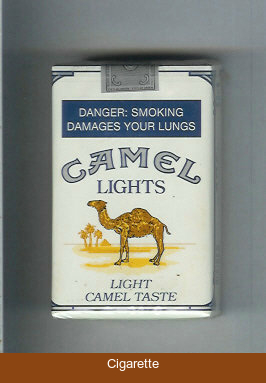 DANGER: SMOKING
DAMAGES YOUR LUNGS
CAMEL
LIGHTS
LIGHT
CAMEL TASTE
Cigarette